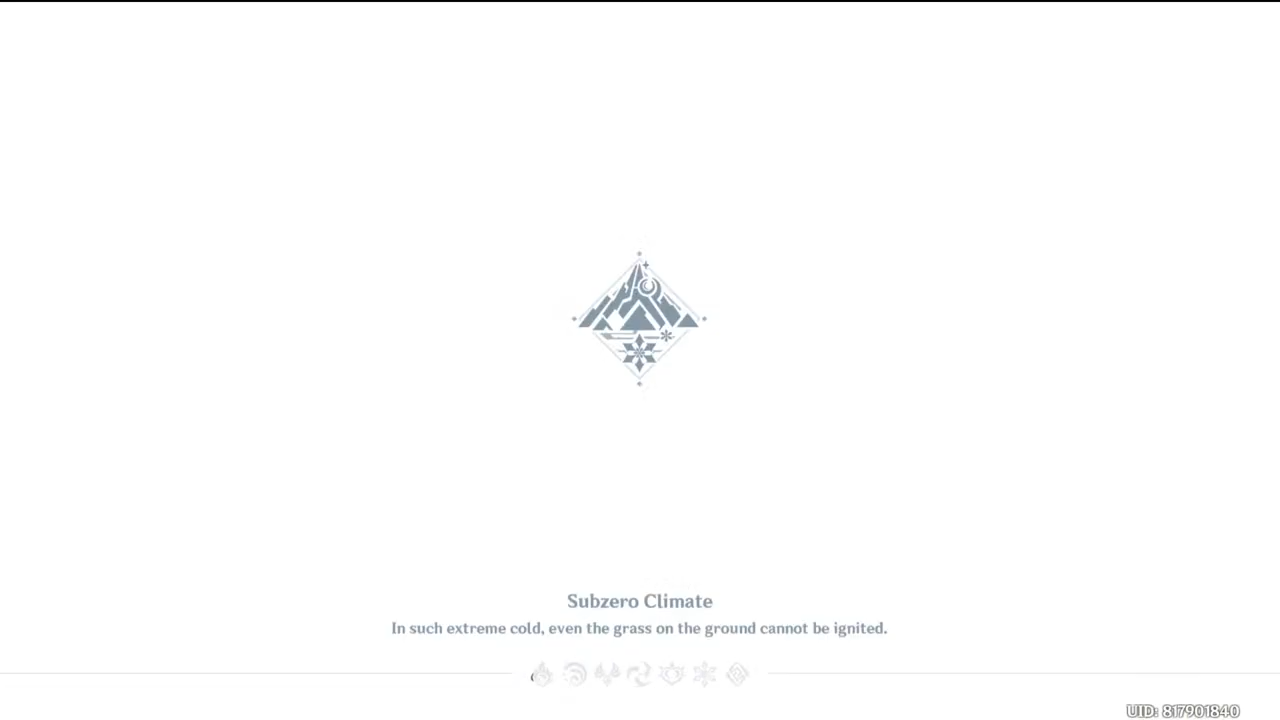 Subzero Climate
In such extreme cold, even the grass on the ground cannot be ignited.
UID: 817901840